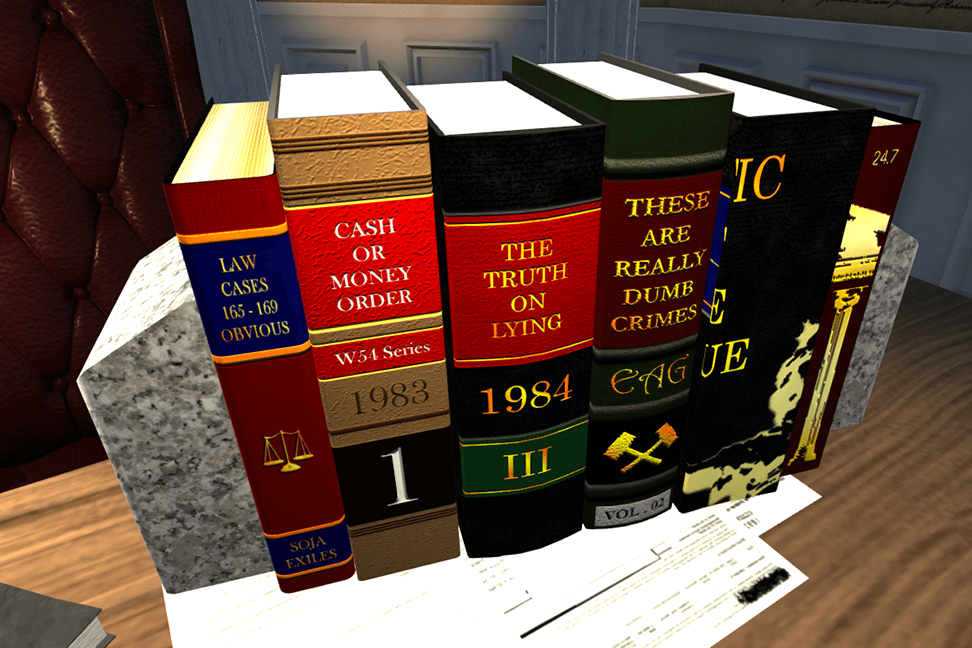 LAW
CASES
165 - 169
OBVIOUS
SOJA
EXILES
CASH
OR
MONEY
ORDER
W54 Series
1983
1
THE
TRUTH
ON
LYING
1984
III
THESE
ARE
REALLY
DUMB
CRIMES
EAG
VOL . 02
TIC
E
UE
24.7